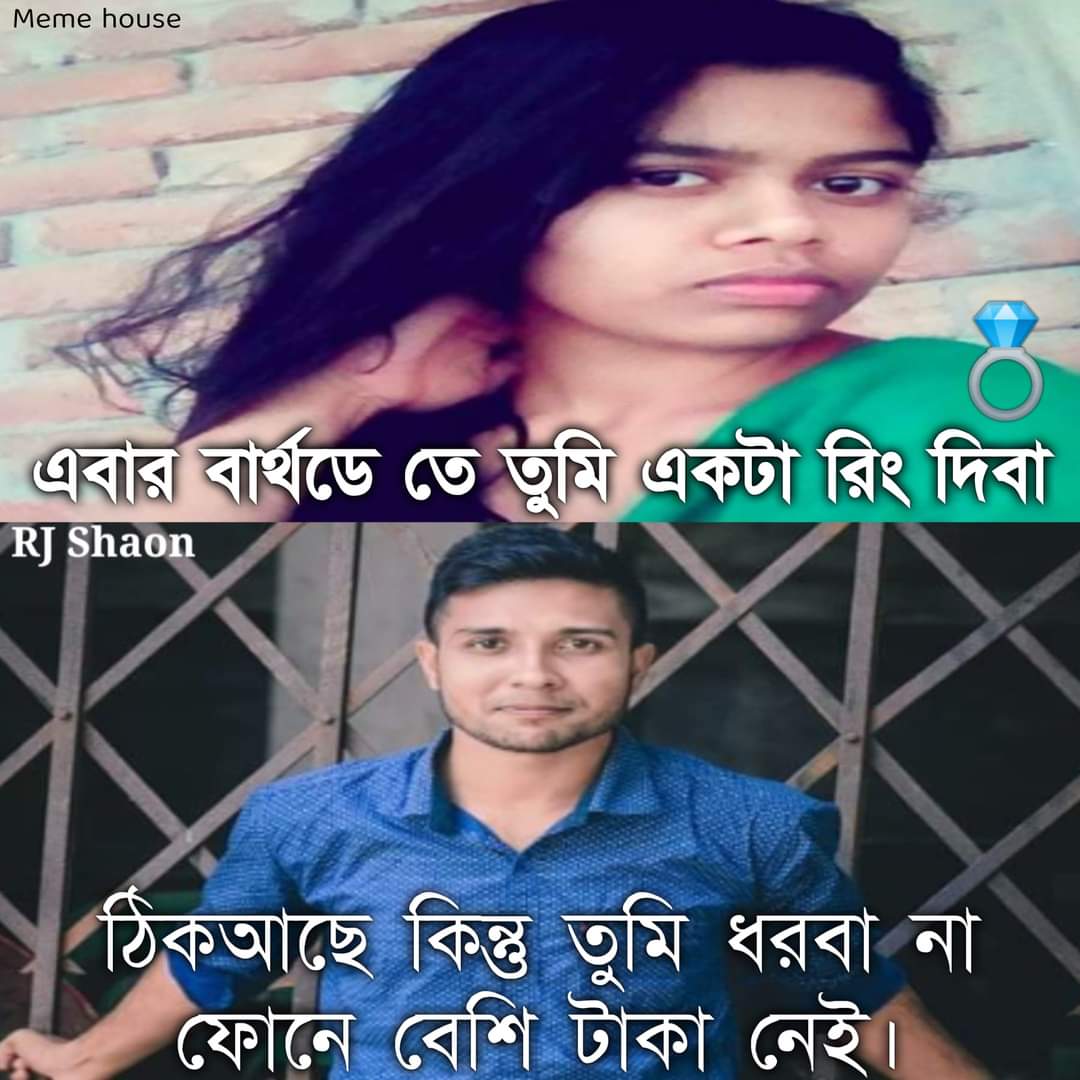 Meme house
এবার বার্থডে তে তুমি একটা রিং দিবা
RJ Shaon
ঠিকআছে কিন্তু তুমি ধরবা না
ফোনে বেশি টাকা নেই।